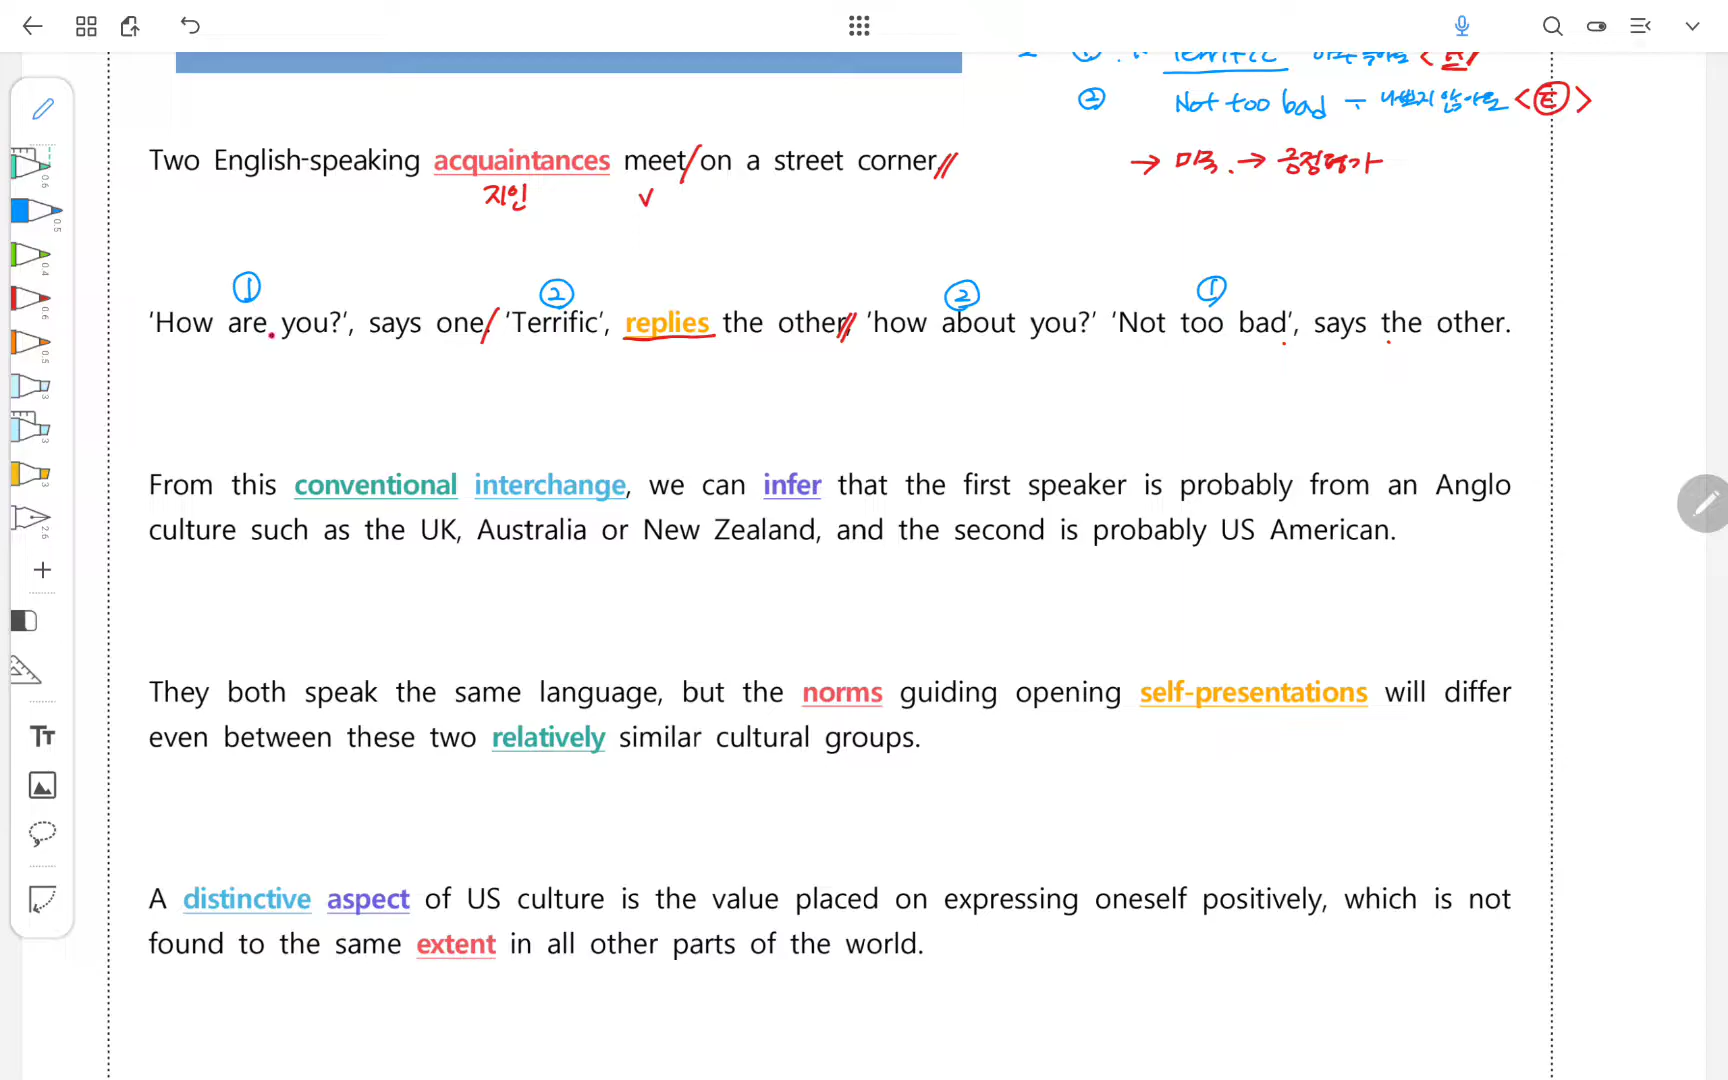 Terrific
② Not too bad = 나쁘지 않아요
Two English-speaking acquaintances meet/on a street corner//
→ 미국. → 긍정평가
지인 V
① ② ② ①
'How are you?', says one/ 'Terrific', replies the other// 'how about you?' 'Not too bad', says the other.
From this conventional interchange, we can infer that the first speaker is probably from an Anglo
culture such as the UK, Australia or New Zealand, and the second is probably US American.
They both speak the same language, but the norms guiding opening self-presentations will differ
even between these two relatively similar cultural groups.
A distinctive aspect of US culture is the value placed on expressing oneself positively, which is not
found to the same extent in all other parts of the world.